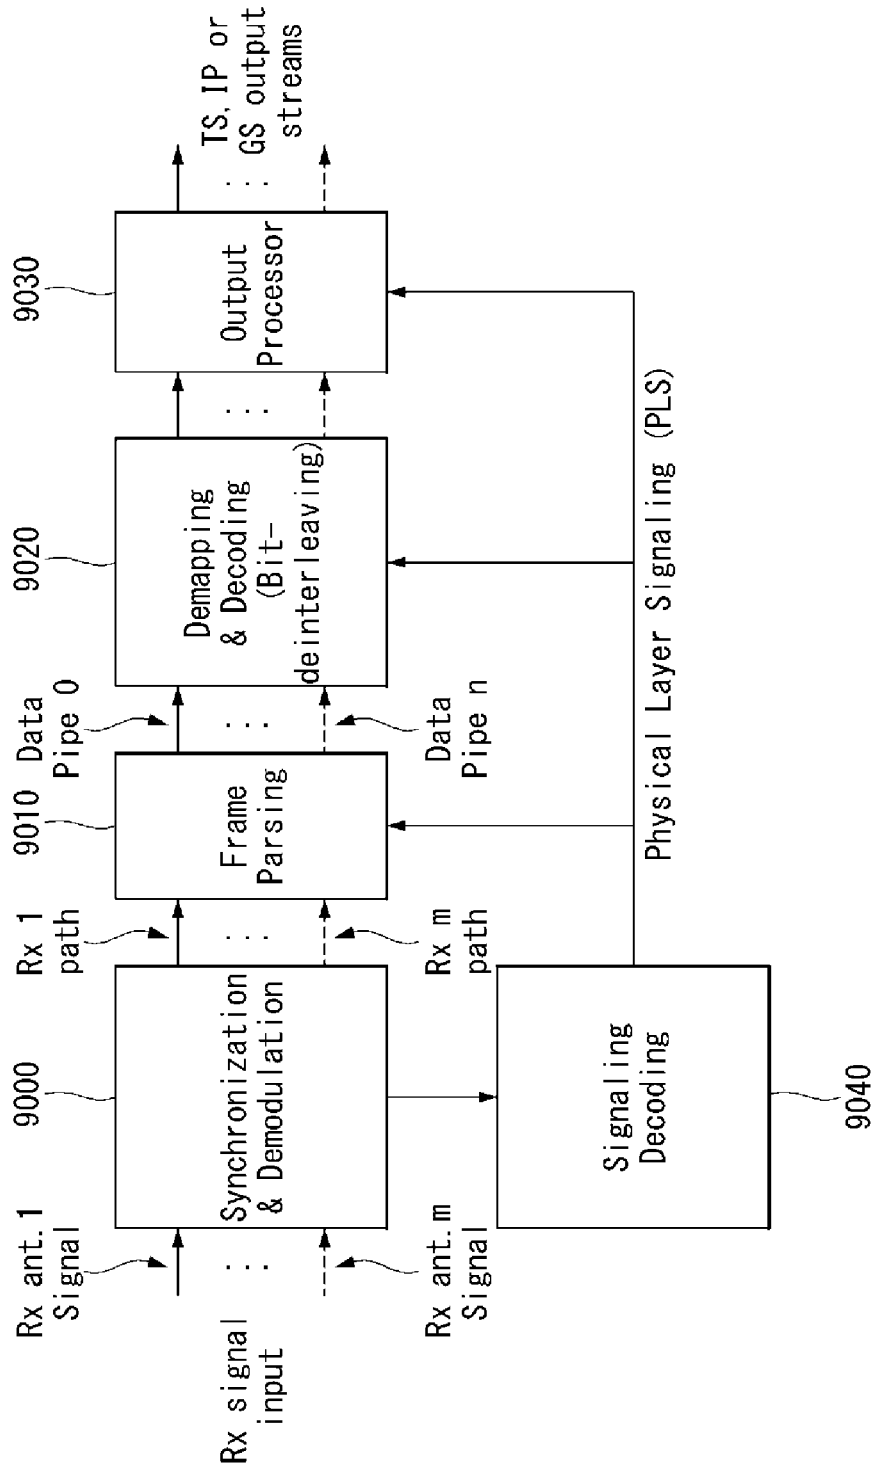 Rx signal
input
Rx ant.1
Signal
Rx ant.m
Signal
9000
Synchronization
& Demodulation
Rx 1
path
Rx m
path
9010
Frame
Parsing
Data
Pipe 0
Data
Pipe n
9020
Demapping
& Decoding
(Bit-
deinterleaving)
9030
Output
Processor
TS, IP or
GS output
streams
Signaling
Decoding
9040
Physical Layer Signaling (PLS)